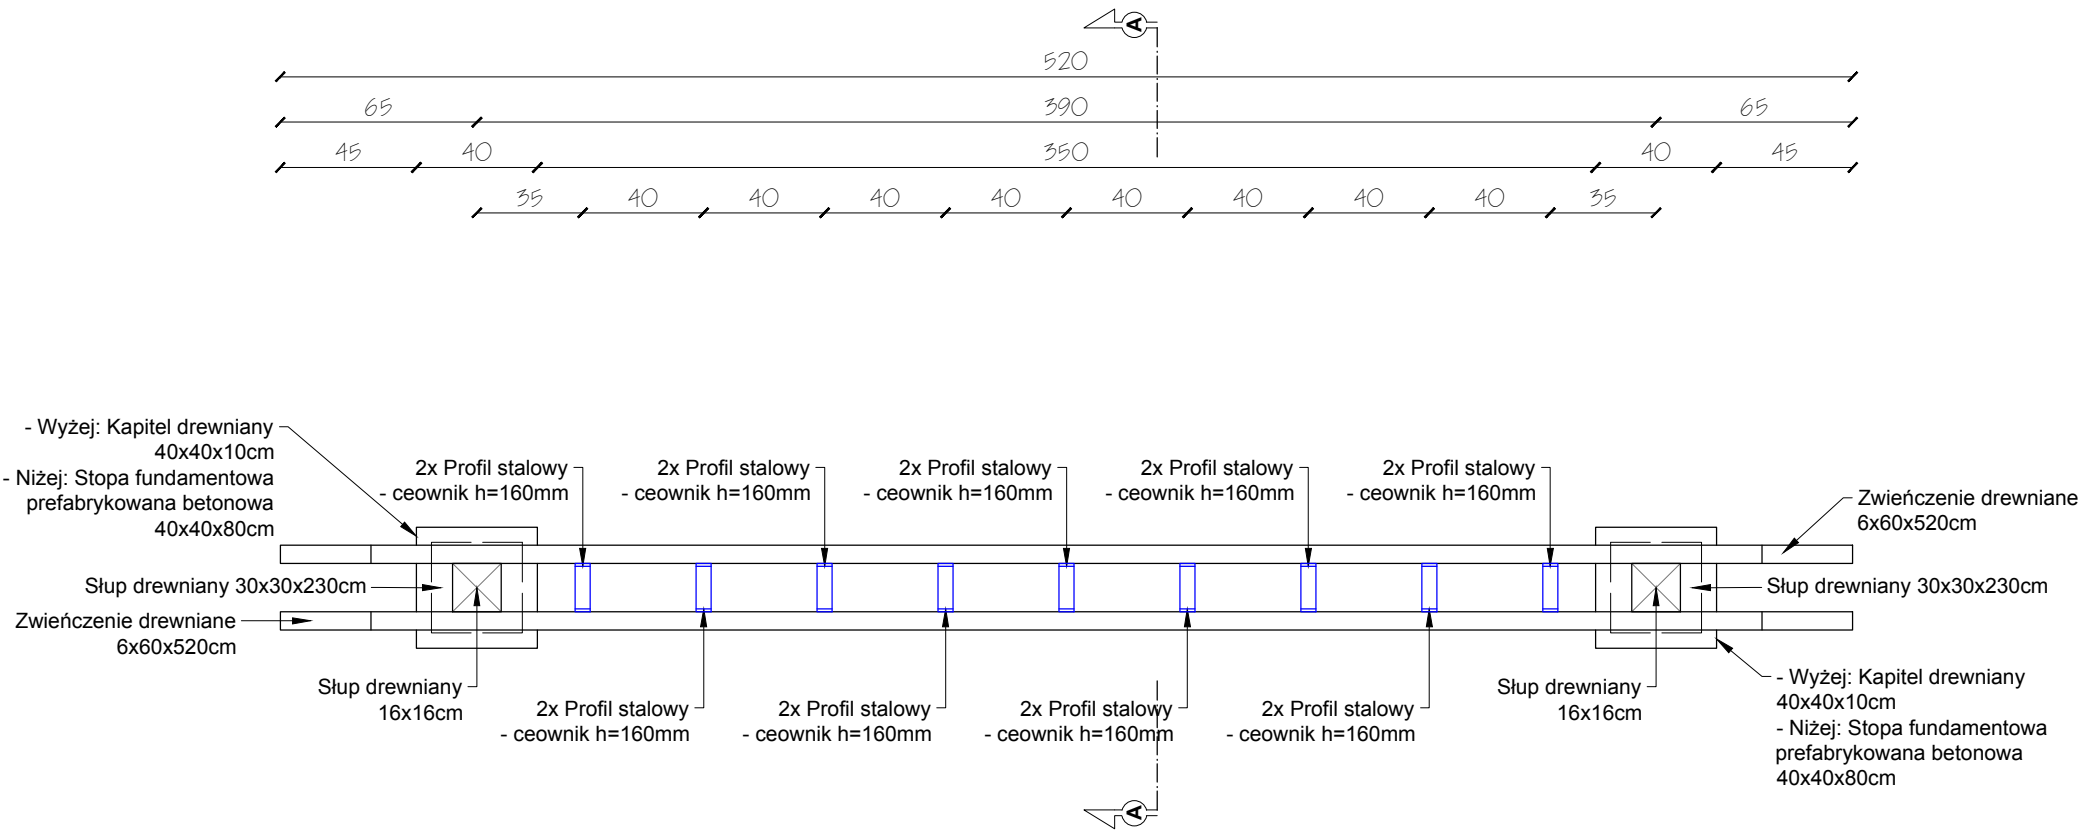 A
520
65 390 65
45 40 350 40 45
35 40 40 40 40 40 40 40 40 35
- Wyżej: Kapitel drewniany
40x40x10cm
- Niżej: Stopa fundamentowa
prefabrykowana betonowa
40x40x80cm
2x Profil stalowy
- ceownik h=160mm
2x Profil stalowy
- ceownik h=160mm
2x Profil stalowy
- ceownik h=160mm
2x Profil stalowy
- ceownik h=160mm
2x Profil stalowy
- ceownik h=160mm
Zwieńczenie drewniane
6x60x520cm
Słup drewniany 30x30x230cm
Słup drewniany 30x30x230cm
Zwieńczenie drewniane
6x60x520cm
Słup drewniany
16x16cm
2x Profil stalowy
- ceownik h=160mm
2x Profil stalowy
- ceownik h=160mm
2x Profil stalowy
- ceownik h=160mm
2x Profil stalowy
- ceownik h=160mm
Słup drewniany
16x16cm
- Wyżej: Kapitel drewniany
40x40x10cm
- Niżej: Stopa fundamentowa
prefabrykowana betonowa
40x40x80cm
A